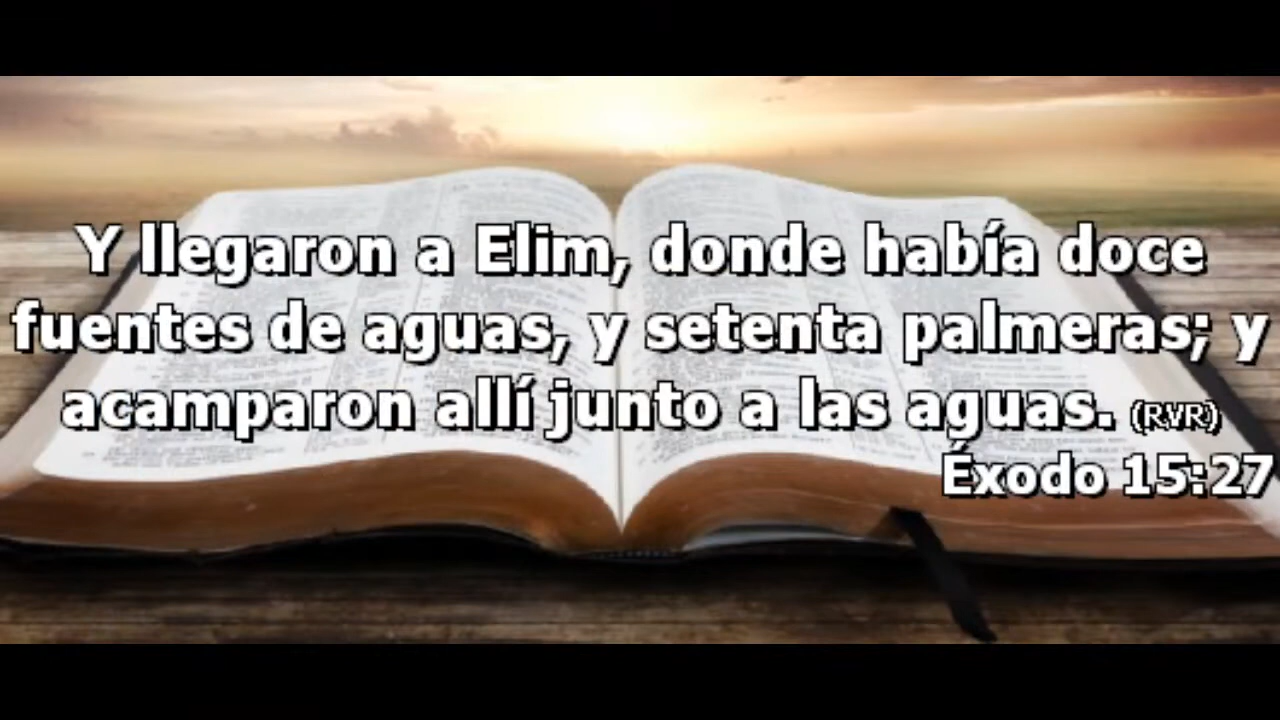 Y llegaron a Elim, donde había doce
fuentes de aguas, y setenta palmeras; y
acamparon allí junto a las aguas. (RVR)
Éxodo 15:27